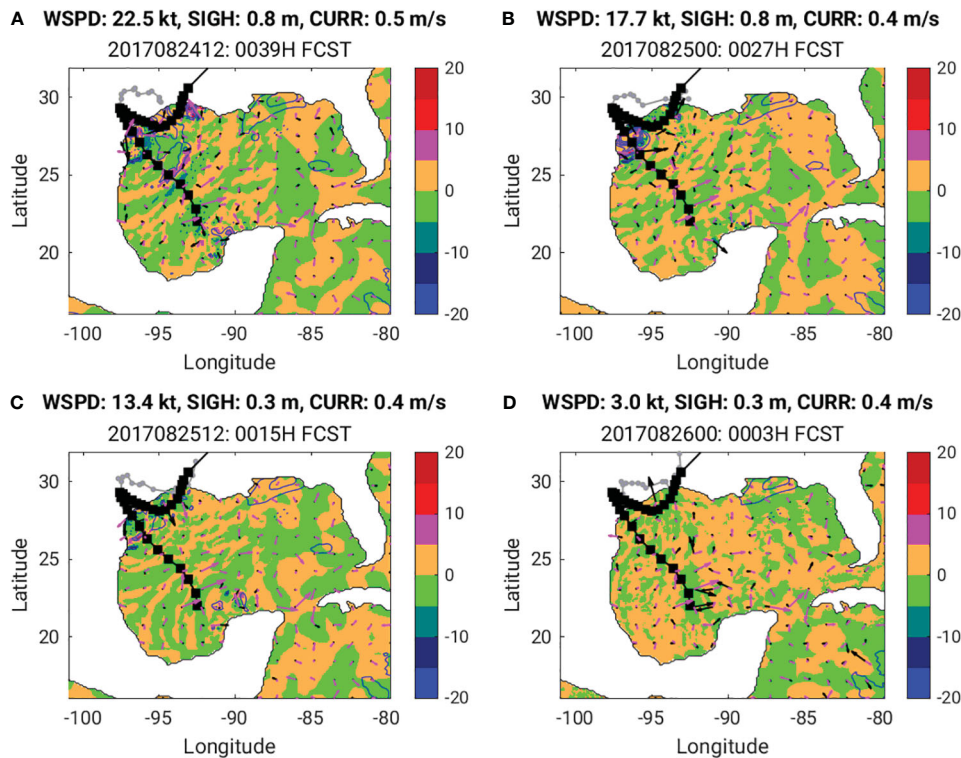 A WSPD: 22.5 kt, SIGH: 0.8 m, CURR: 0.5 m/s
2017082412: 0039H FCST
Latitude
30
25
20
-100 -95 -90 -85 -80
Longitude
20
10
0
-10
-20
B WSPD: 17.7 kt, SIGH: 0.8 m, CURR: 0.4 m/s
2017082500: 0027H FCST
Latitude
30
25
20
-100 -95 -90 -85 -80
Longitude
20
10
0
-10
-20
C WSPD: 13.4 kt, SIGH: 0.3 m, CURR: 0.4 m/s
2017082512: 0015H FCST
Latitude
30
25
20
-100 -95 -90 -85 -80
Longitude
20
10
0
-10
-20
D WSPD: 3.0 kt, SIGH: 0.3 m, CURR: 0.4 m/s
2017082600: 0003H FCST
Latitude
30
25
20
-100 -95 -90 -85 -80
Longitude
20
10
0
-10
-20